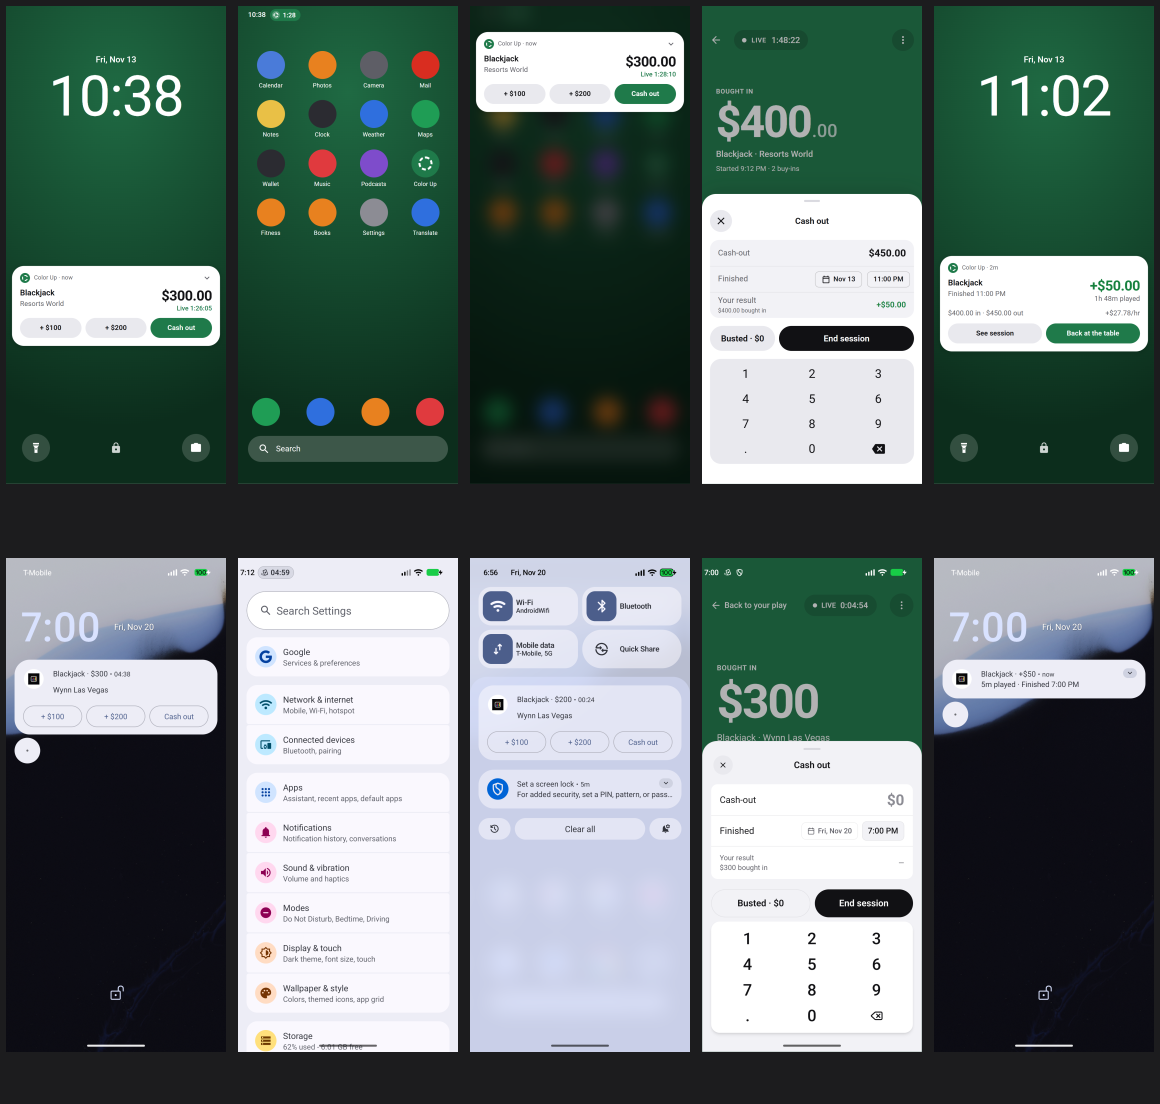 Fri, Nov 13
10:38
Color Up · now
Blackjack
$300.00
Resorts World
Live 1:26:05
+ $100
+ $200
Cash out
10:38
1:28
Calendar
Photos
Camera
Mail
Notes
Clock
Weather
Maps
Wallet
Music
Podcasts
Color Up
Fitness
Books
Settings
Translate
Search
Color Up · now
Blackjack
$300.00
Resorts World
Live 1:28:10
+ $100
+ $200
Cash out
LIVE 1:48:22
BOUGHT IN
$400.00
Blackjack · Resorts World
Started 9:12 PM · 2 buy-ins
Cash out
Cash-out
$450.00
Finished
Nov 13
11:00 PM
Your result
$400.00 bought in
+$50.00
Busted · $0
End session
1 2 3
4 5 6
7 8 9
. 0
Fri, Nov 13
11:02
Color Up · 2m
Blackjack
+$50.00
Finished 11:00 PM
1h 48m played
$400.00 in · $450.00 out
+$27.78/hr
See session
Back at the table
T-Mobile
100
7:00
Fri, Nov 20
Blackjack · $300 • 04:38
Wynn Las Vegas
+ $100
+ $200
Cash out
7:12
04:59
Search Settings
Google
Services & preferences
Network & internet
Mobile, Wi-Fi, hotspot
Connected devices
Bluetooth, pairing
Apps
Assistant, recent apps, default apps
Notifications
Notification history, conversations
Sound & vibration
Volume and haptics
Modes
Do Not Disturb, Bedtime, Driving
Display & touch
Dark theme, font size, touch
Wallpaper & style
Colors, themed icons, app grid
Storage
62% used - 6.01 GB free
6:56
Fri, Nov 20
100
Wi-Fi
AndroidWifi
Bluetooth
Mobile data
T-Mobile, 5G
Quick Share
Blackjack · $200 • 00:24
Wynn Las Vegas
+ $100
+ $200
Cash out
Set a screen lock • 5m
For added security, set a PIN, pattern, or pass…
Clear all
7:00
Back to your play
LIVE 0:04:54
BOUGHT IN
$300
Blackjack · Wynn Las Vegas
Cash out
Cash-out
$0
Finished
Fri, Nov 20
7:00 PM
Your result
$300 bought in
–
Busted · $0
End session
1 2 3
4 5 6
7 8 9
. 0
T-Mobile
100
7:00
Fri, Nov 20
Blackjack · +$50 • now
5m played · Finished 7:00 PM